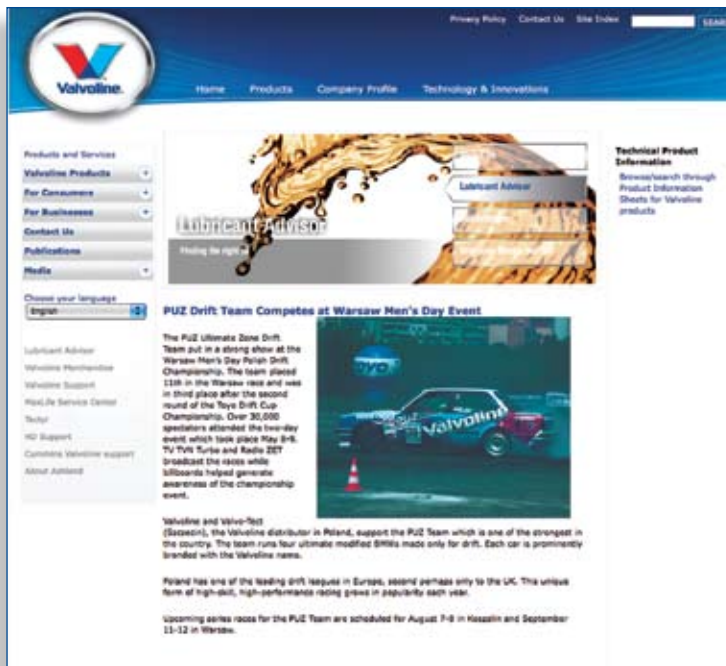 Privacy Policy Contact Us Site Index SEARC
Valvoline.
Home Products Company Profile Technology & Innovations
Products and Services
Valvoline Products
For Consumers
For Businesses
Contact Us
Publications
Media
Choose your language
English
Lubricant Advisor
Valvoline Merchandise
Valvoline Support
MaxLife Service Center
Tectyl
HD Support
Cummins Valvoline support
About Ashland
Lubricant Advisor
Finding the right
Lubricant Advisor
Technical Product
Information
Browse/search through
Product Information
Sheets for Valvoline
products
PUZ Drift Team Competes at Warsaw Men's Day Event
The PUZ Ultimate Zone Drift
Team put in a strong show at the
Warsaw Men's Day Polish Drift
Championship. The team placed
11th in the Warsaw race and was
in third place after the second
round of the Toyo Drift Cup
Championship. Over 30,000
spectators attended the two-day
event which took place May 8-9.
TV TVN Turbo and Radio ZET
broadcast the races while
billboards helped generate
awareness of the championship
event.
Valvoline
Valvoline and Valvo-Tect
(Szczecin), the Valvoline distributor in Poland, support the PUZ Team which is one of the strongest in
the country. The team runs four ultimate modified BMWs made only for drift. Each car is prominently
branded with the Valvoline name.
Poland has one of the leading drift leagues in Europe, second perhaps only to the UK. This unique
form of high-skill, high-performance racing grows in popularity each year.
Upcoming series races for the PUZ Team are scheduled for August 7-8 in Koszalin and September
11-12 in Warsaw.